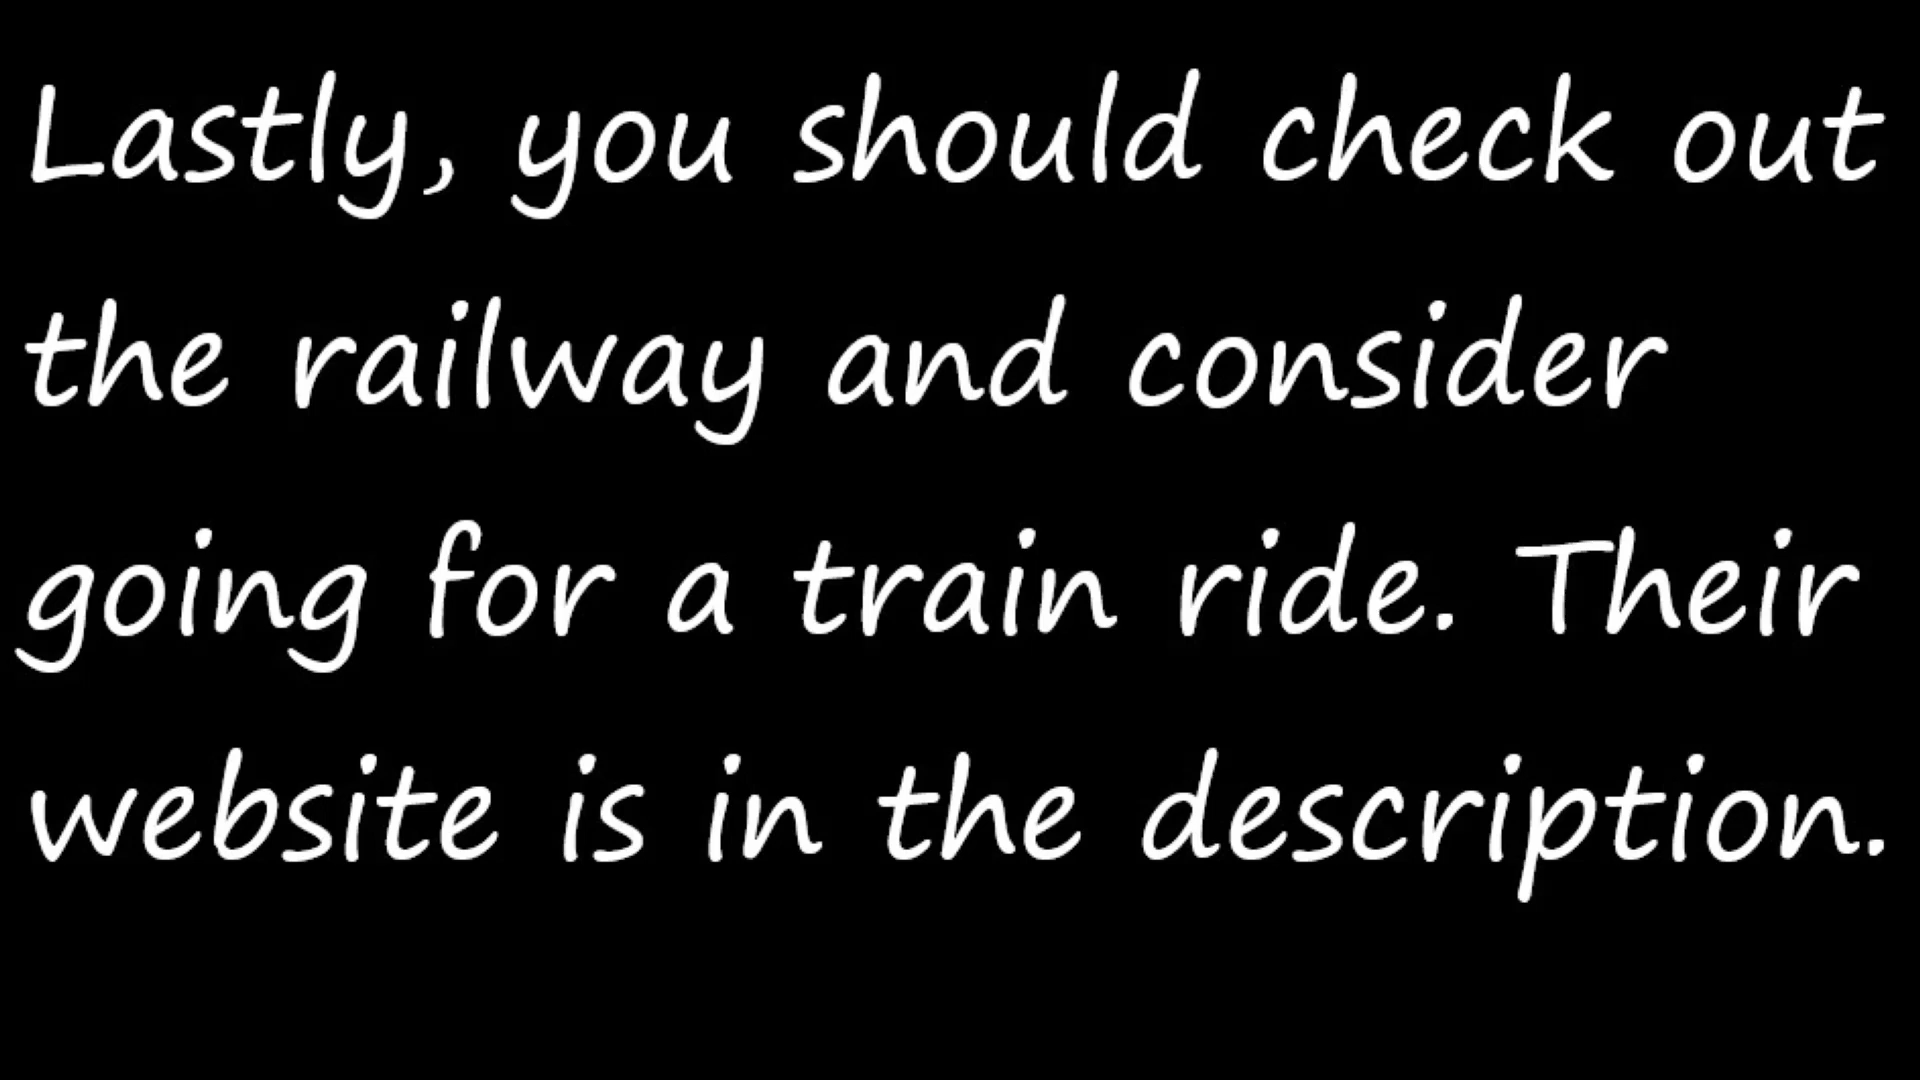 Lastly, you should check out
the railway and consider
going for a train ride. Their
website is in the description.